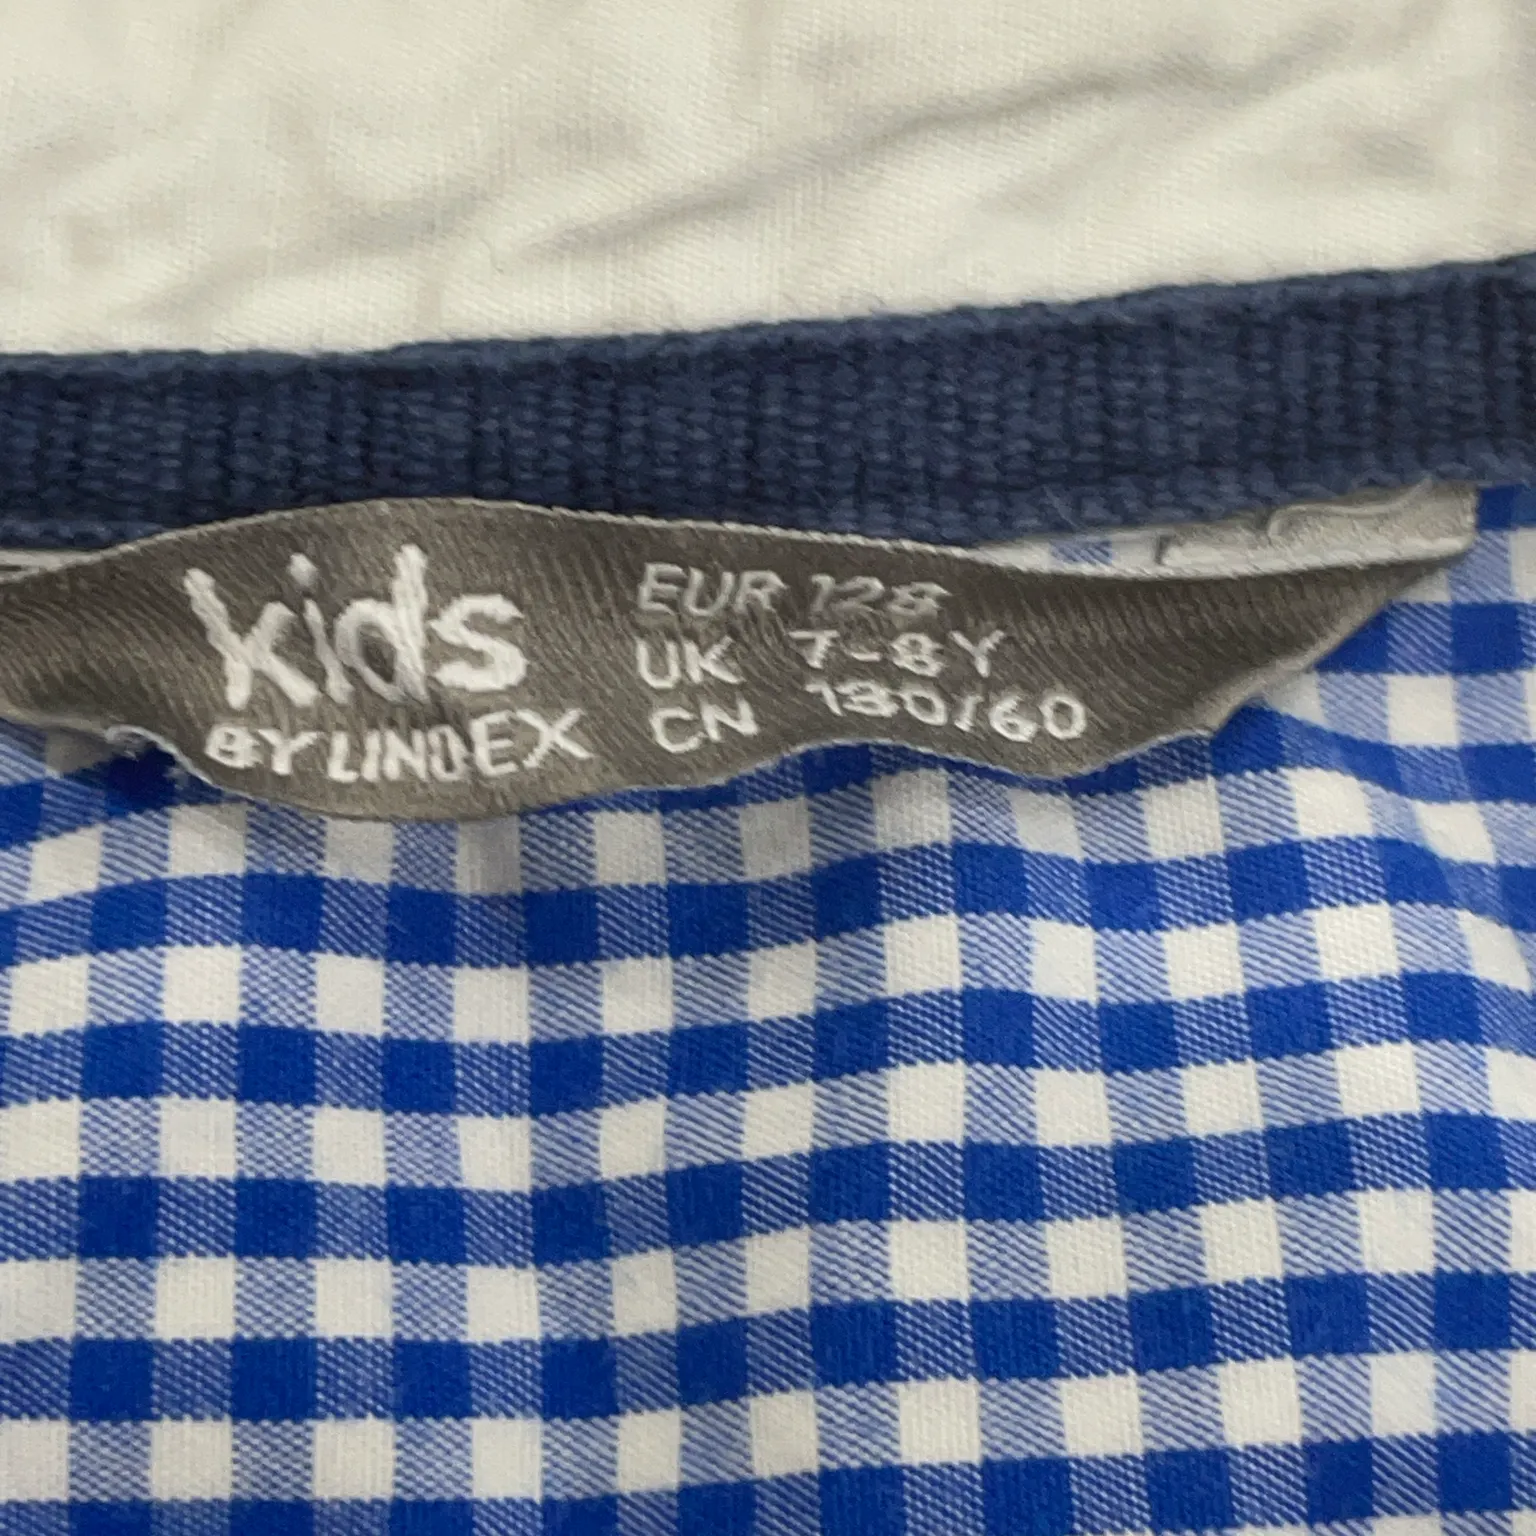 kids
BY LINDEX
EUR 128
UK 7-8Y
CN 130/60